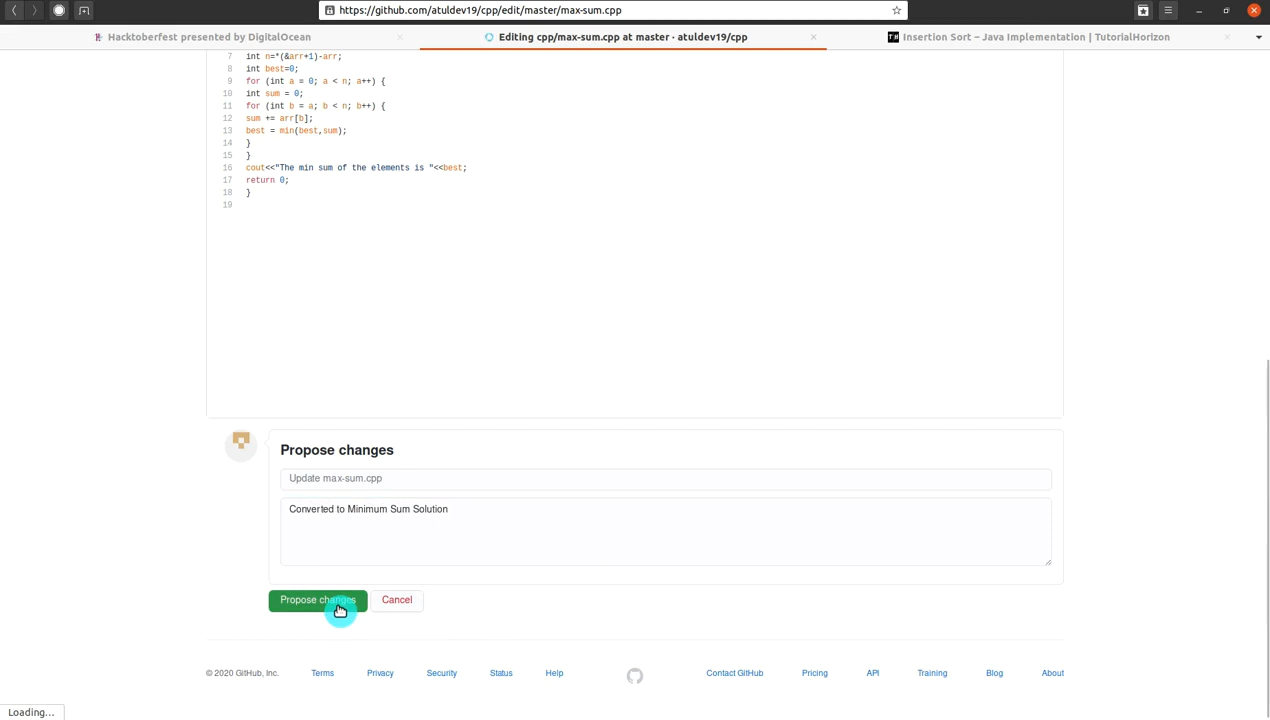 https://github.com/atuldev19/cpp/edit/master/max-sum.cpp
Hacktoberfest presented by DigitalOcean
Editing cpp/max-sum.cpp at master · atuldev19/cpp
TH Insertion Sort – Java Implementation | TutorialHorizon
7 int n=*(&arr+1)-arr;
8 int best=0;
9 for (int a = 0; a < n; a++) {
10 int sum = 0;
11 for (int b = a; b < n; b++) {
12 sum += arr[b];
13 best = min(best,sum);
14 }
15 }
16 cout<<"The min sum of the elements is "<<best;
17 return 0;
18 }
19
Propose changes
Update max-sum.cpp
Converted to Minimum Sum Solution
Propose changes
Cancel
© 2020 GitHub, Inc. Terms Privacy Security Status Help Contact GitHub Pricing API Training Blog About
Loading...